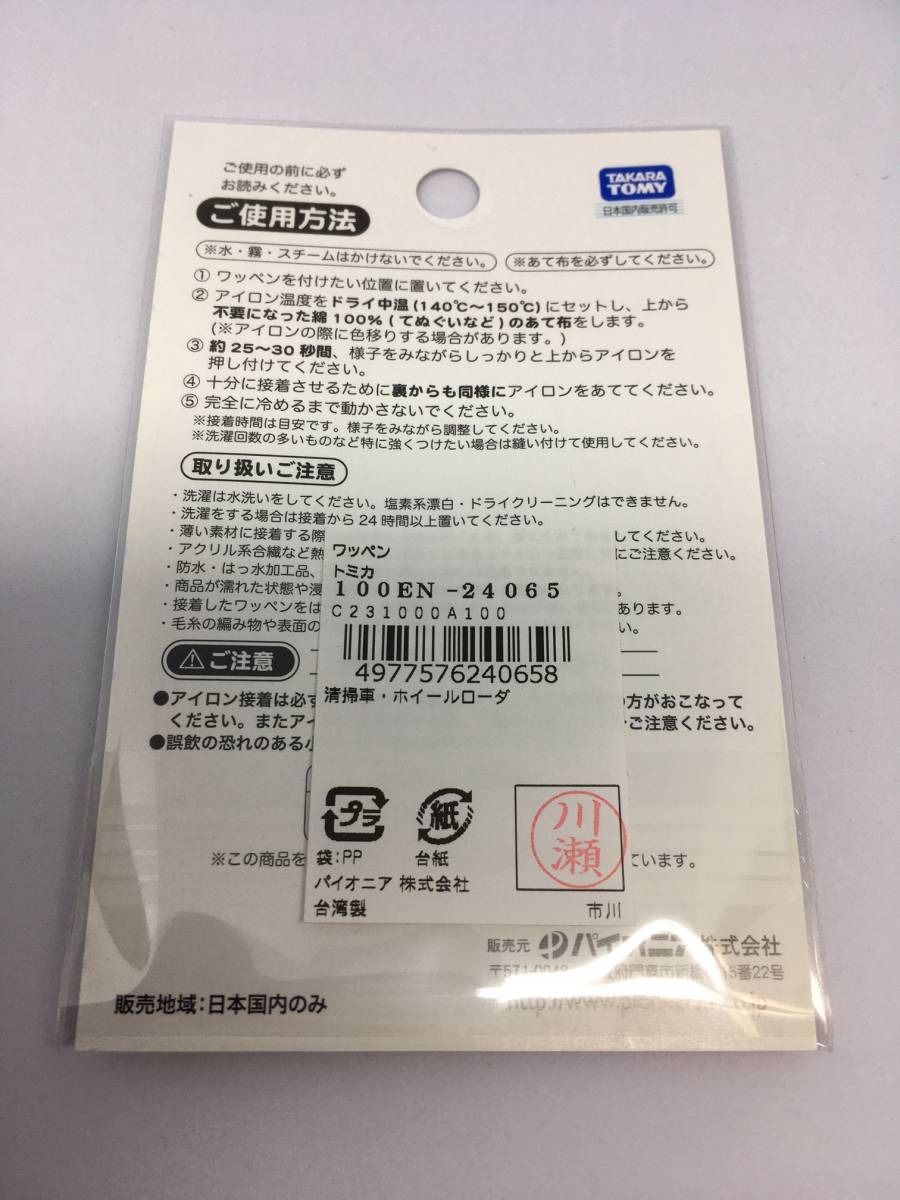 ご使用の前に必ず
お読みください。
TAKARA
TOMY
日本国内販売許可
ご使用方法
※水・霧・スチームはかけないでください。 ※あて布を必ずしてください。
① ワッペンを付けたい位置に置いてください。
② アイロン温度をドライ中温(140℃〜150℃)にセットし、上から
不要になった綿100%(てぬぐいなど)のあて布をします。
(※アイロンの際に色移りする場合があります。)
③ 約25〜30秒間、様子をみながらしっかりと上からアイロンを
押し付けてください。
④ 十分に接着させるために裏からも同様にアイロンをあててください。
⑤ 完全に冷めるまで動かさないでください。
※接着時間は目安です。様子をみながら調整してください。
※洗濯回数の多いものなど特に強くつけたい場合は縫い付けて使用してください。
取り扱いご注意
・洗濯は水洗いをしてください。塩素系漂白・ドライクリーニングはできません。
・洗濯をする場合は接着から24時間以上置いてください。
・薄い素材に接着する際 してください。
・アクリル系合繊など熱 にご注意ください。
・防水・はっ水加工品、
・商品が濡れた状態や浸
・接着したワッペンをは あります。
・毛糸の編み物や表面の い。
ワッペン
トミカ
100EN-24065
C231000A100
4977576240658
清掃車・ホイールローダ
⚠ご注意
●アイロン接着は必ず の方がおこなって
ください。またアイ ご注意ください。
●誤飲の恐れのある小
プラ 紙
袋:PP 台紙
パイオニア 株式会社
台湾製
川瀬
市川
※この商品を ています。
販売元 パイオニア株式会社
〒571-0048 門真市新橋 番22号
販売地域:日本国内のみ